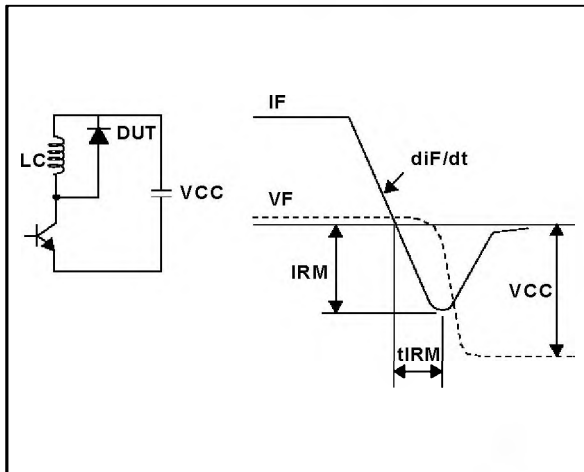 DUT
LC
VCC
IF
diF/dt
VF
IRM
VCC
tIRM